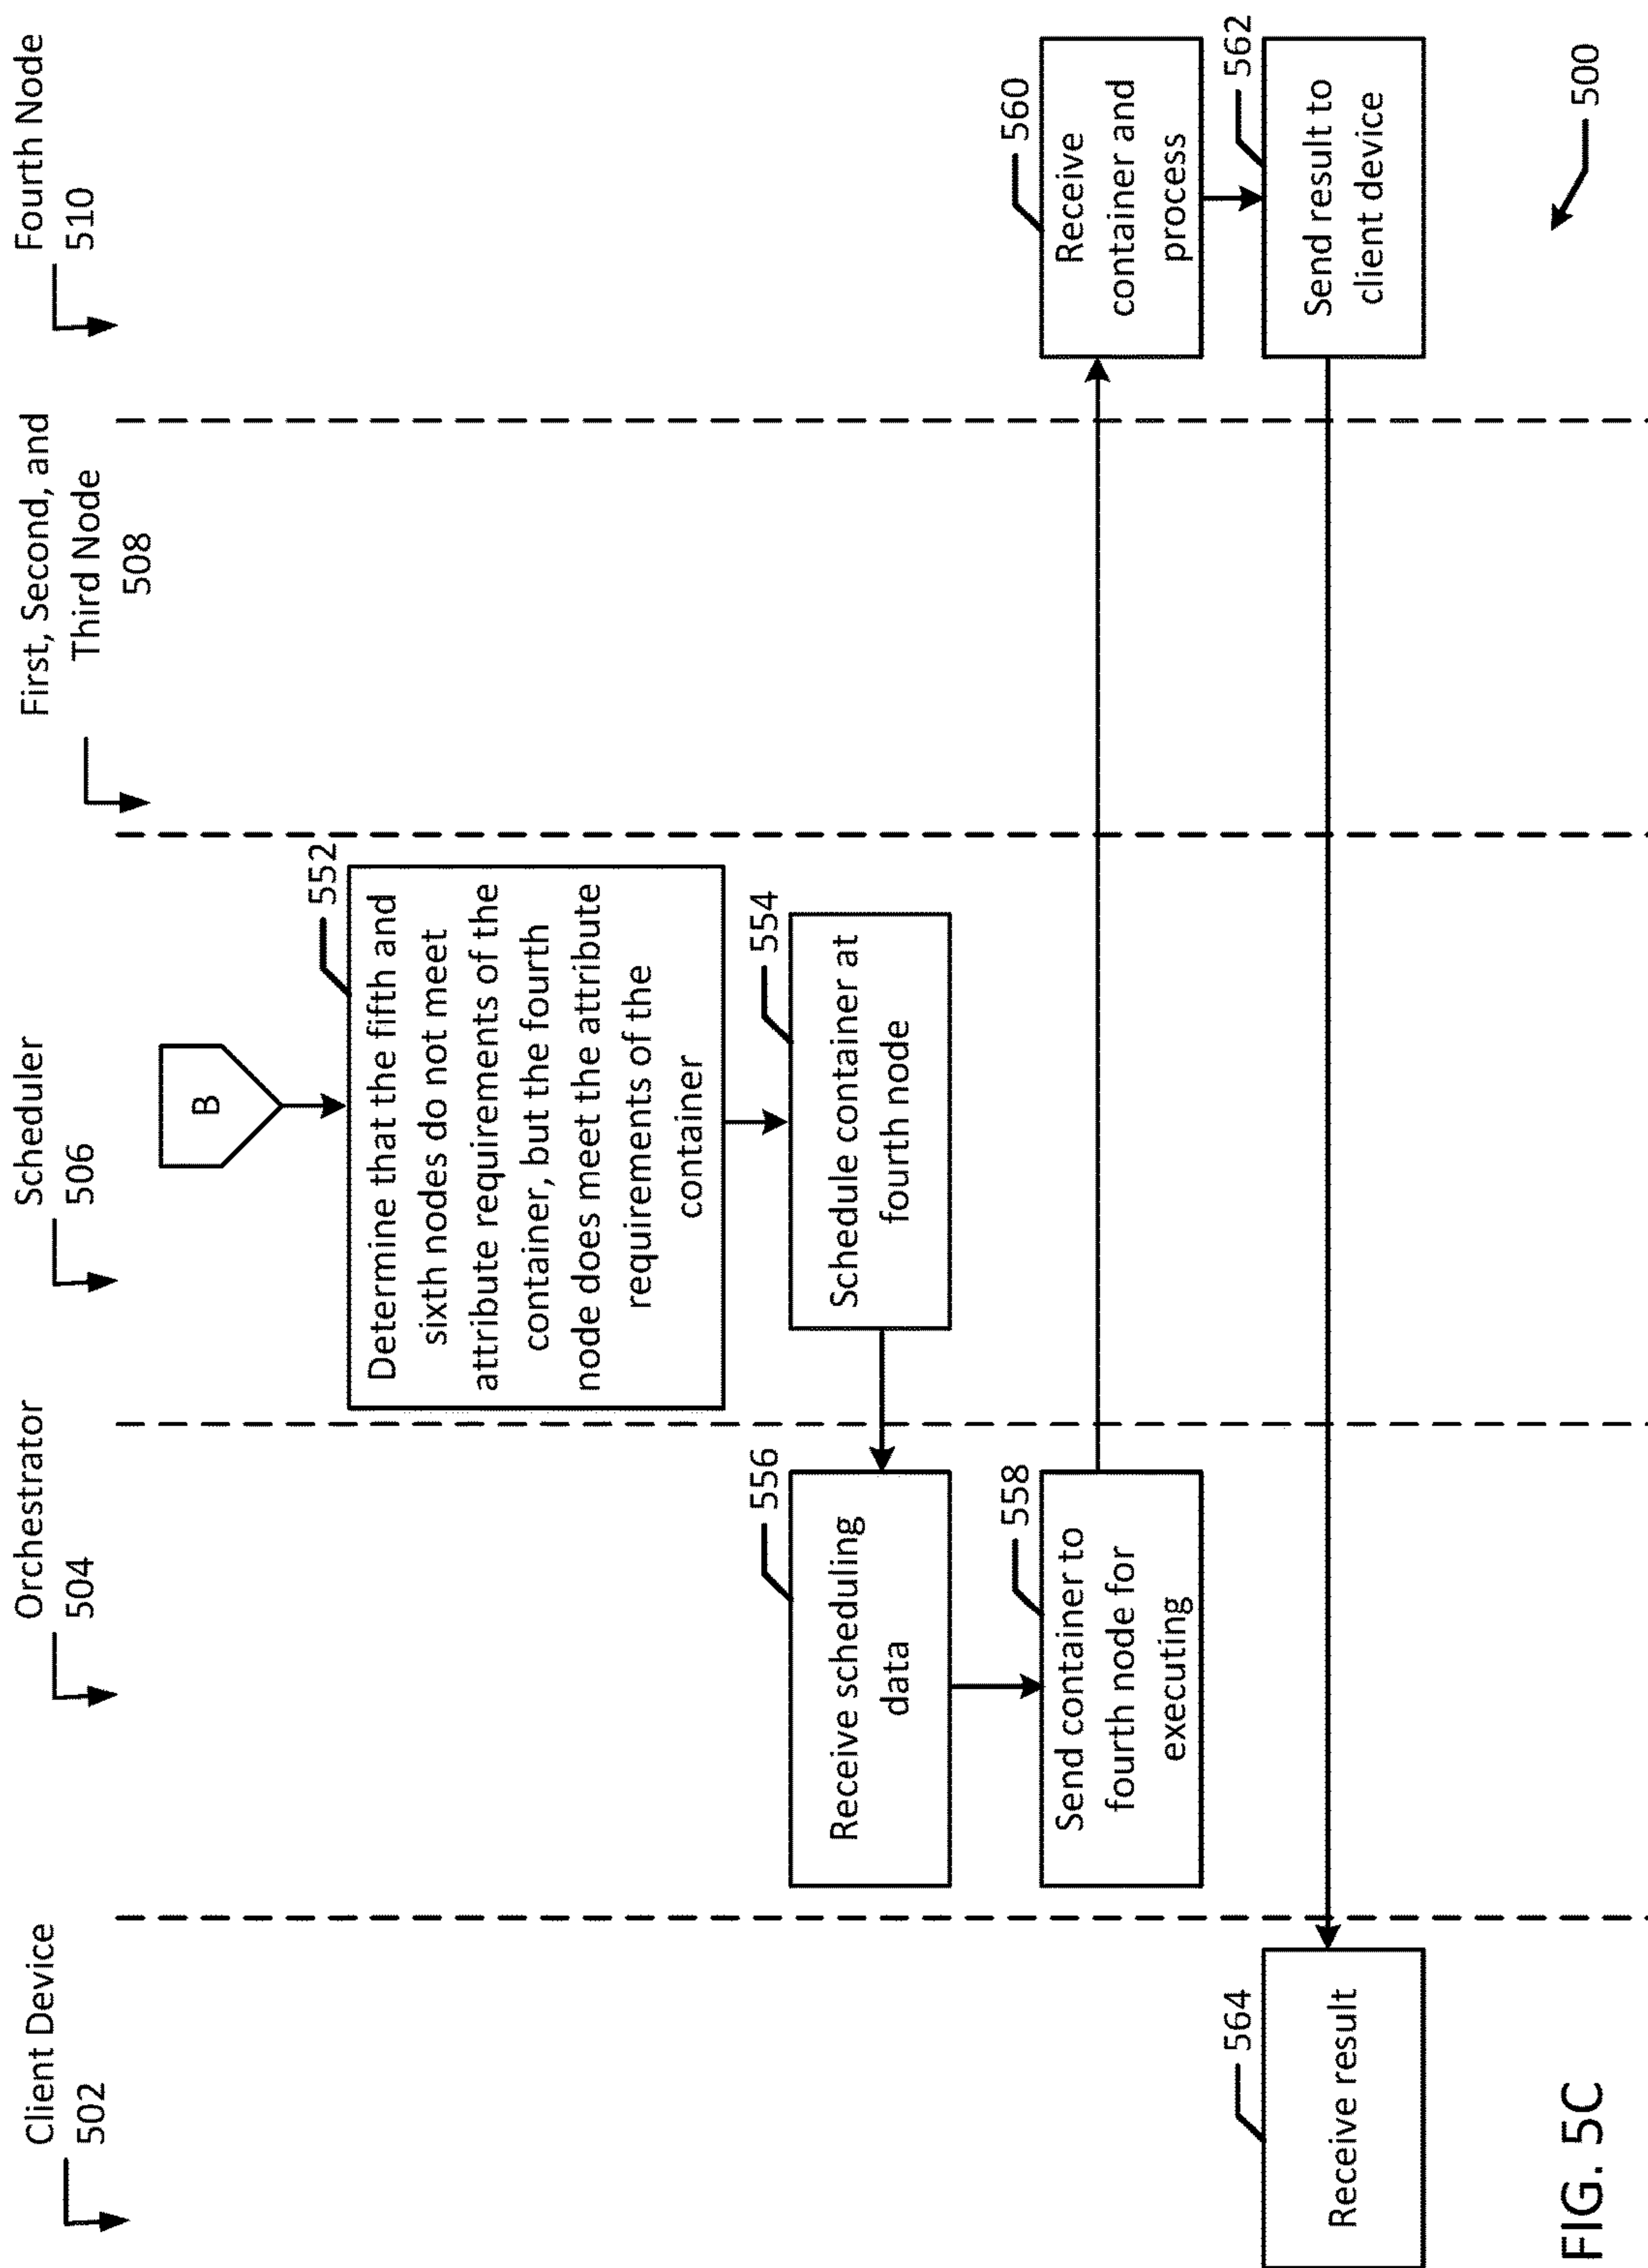 Client Device
502
Orchestrator
504
Scheduler
506
First, Second, and
Third Node
508
Fourth Node
510
B
552
Determine that the fifth and
sixth nodes do not meet
attribute requirements of the
container, but the fourth
node does meet the attribute
requirements of the
container
554
Schedule container at
fourth node
556
Receive scheduling
data
558
Send container to
fourth node for
executing
560
Receive
container and
process
562
Send result to
client device
564
Receive result
500
FIG. 5C